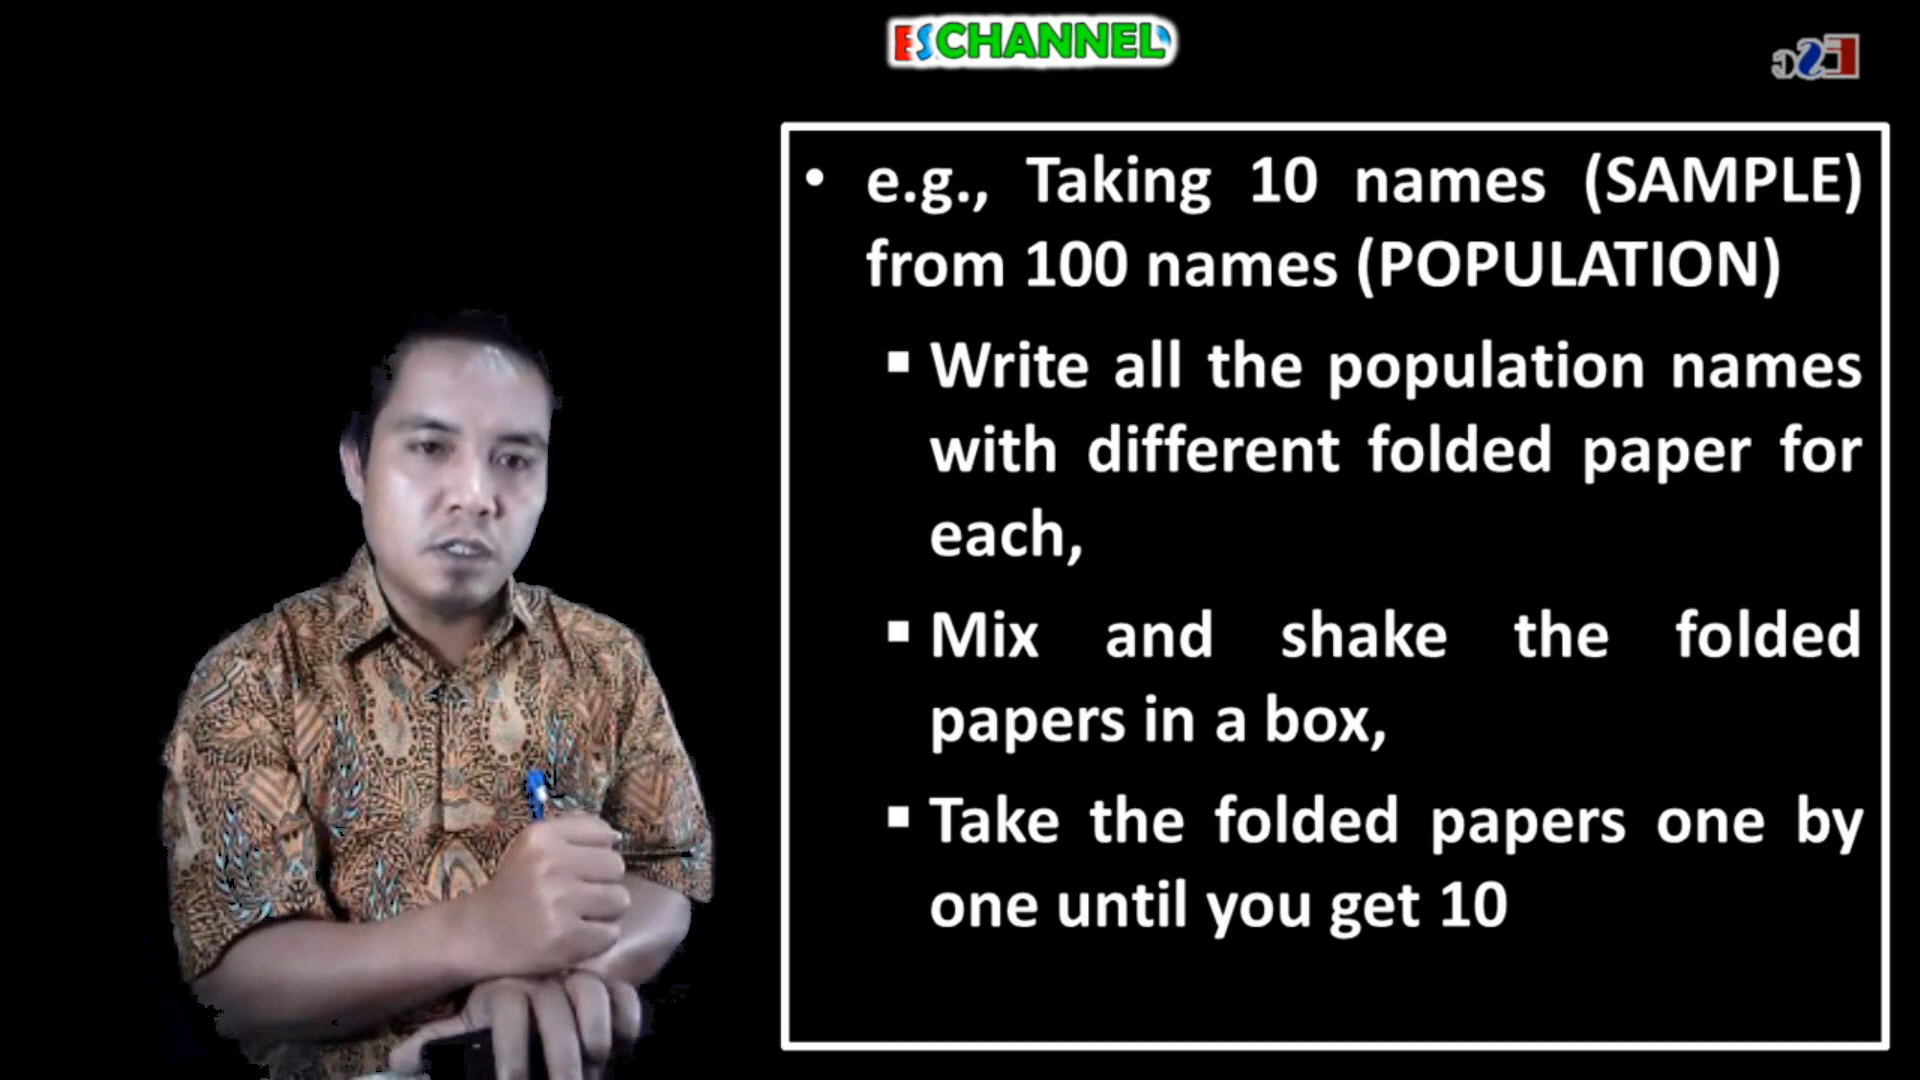 ESCHANNEL
• e.g., Taking 10 names (SAMPLE)
from 100 names (POPULATION)
▪ Write all the population names
with different folded paper for
each,
▪ Mix and shake the folded
papers in a box,
▪ Take the folded papers one by
one until you get 10